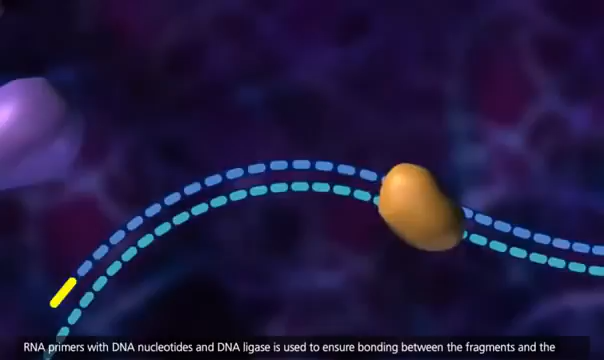 RNA primers with DNA nucleotides and DNA ligase is used to ensure bonding between the fragments and the